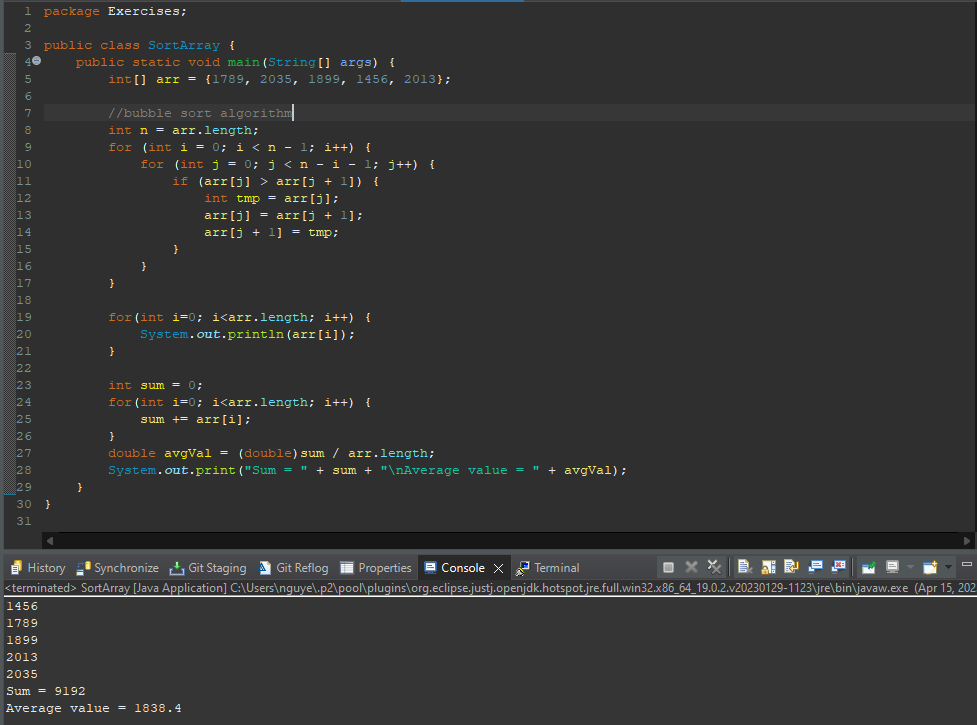 1 package Exercises;
2
3 public class SortArray {
4 public static void main(String[] args) {
5 int[] arr = {1789, 2035, 1899, 1456, 2013};
6
7 //bubble sort algorithm
8 int n = arr.length;
9 for (int i = 0; i < n - 1; i++) {
10 for (int j = 0; j < n - i - 1; j++) {
11 if (arr[j] > arr[j + 1]) {
12 int tmp = arr[j];
13 arr[j] = arr[j + 1];
14 arr[j + 1] = tmp;
15 }
16 }
17 }
18
19 for(int i=0; i<arr.length; i++) {
20 System.out.println(arr[i]);
21 }
22
23 int sum = 0;
24 for(int i=0; i<arr.length; i++) {
25 sum += arr[i];
26 }
27 double avgVal = (double)sum / arr.length;
28 System.out.print("Sum = " + sum + "\nAverage value = " + avgVal);
29 }
30 }
31
History Synchronize Git Staging Git Reflog Properties Console Terminal
<terminated> SortArray [Java Application] C:\Users\nguye\.p2\pool\plugins\org.eclipse.justj.openjdk.hotspot.jre.full.win32.x86_64_19.0.2.v20230129-1123\jre\bin\javaw.exe (Apr 15, 202
1456
1789
1899
2013
2035
Sum = 9192
Average value = 1838.4